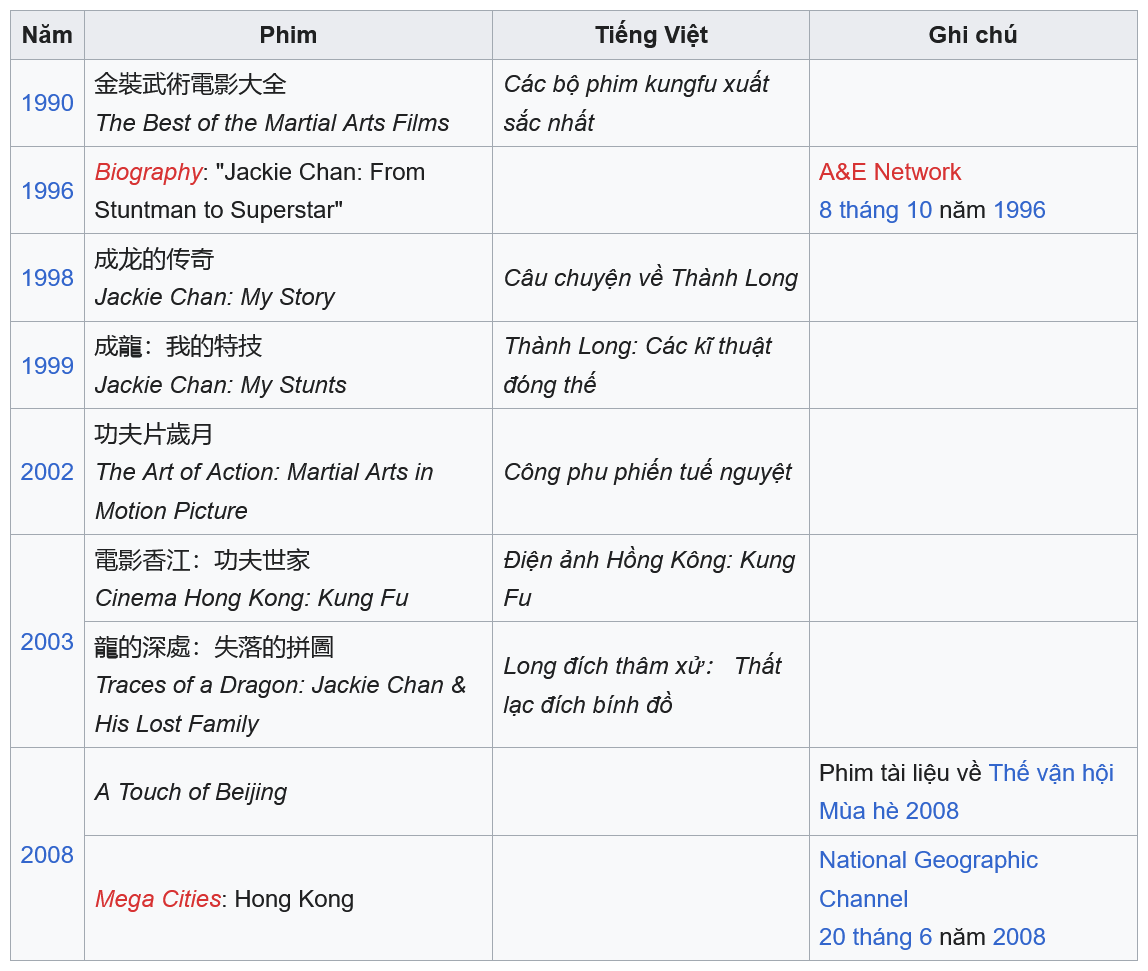 Năm Phim Tiếng Việt Ghi chú
1990
金裝武術電影大全
The Best of the Martial Arts Films
Các bộ phim kungfu xuất
sắc nhất
1996
Biography: "Jackie Chan: From
Stuntman to Superstar"
A&E Network
8 tháng 10 năm 1996
1998
成龙的传奇
Jackie Chan: My Story
Câu chuyện về Thành Long
1999
成龍：我的特技
Jackie Chan: My Stunts
Thành Long: Các kĩ thuật
đóng thế
2002
功夫片歲月
The Art of Action: Martial Arts in
Motion Picture
Công phu phiến tuế nguyệt
2003
電影香江：功夫世家
Cinema Hong Kong: Kung Fu
Điện ảnh Hồng Kông: Kung
Fu
龍的深處：失落的拼圖
Traces of a Dragon: Jackie Chan &
His Lost Family
Long đích thâm xử： Thất
lạc đích bính đồ
2008
A Touch of Beijing
Phim tài liệu về Thế vận hội
Mùa hè 2008
Mega Cities: Hong Kong
National Geographic
Channel
20 tháng 6 năm 2008